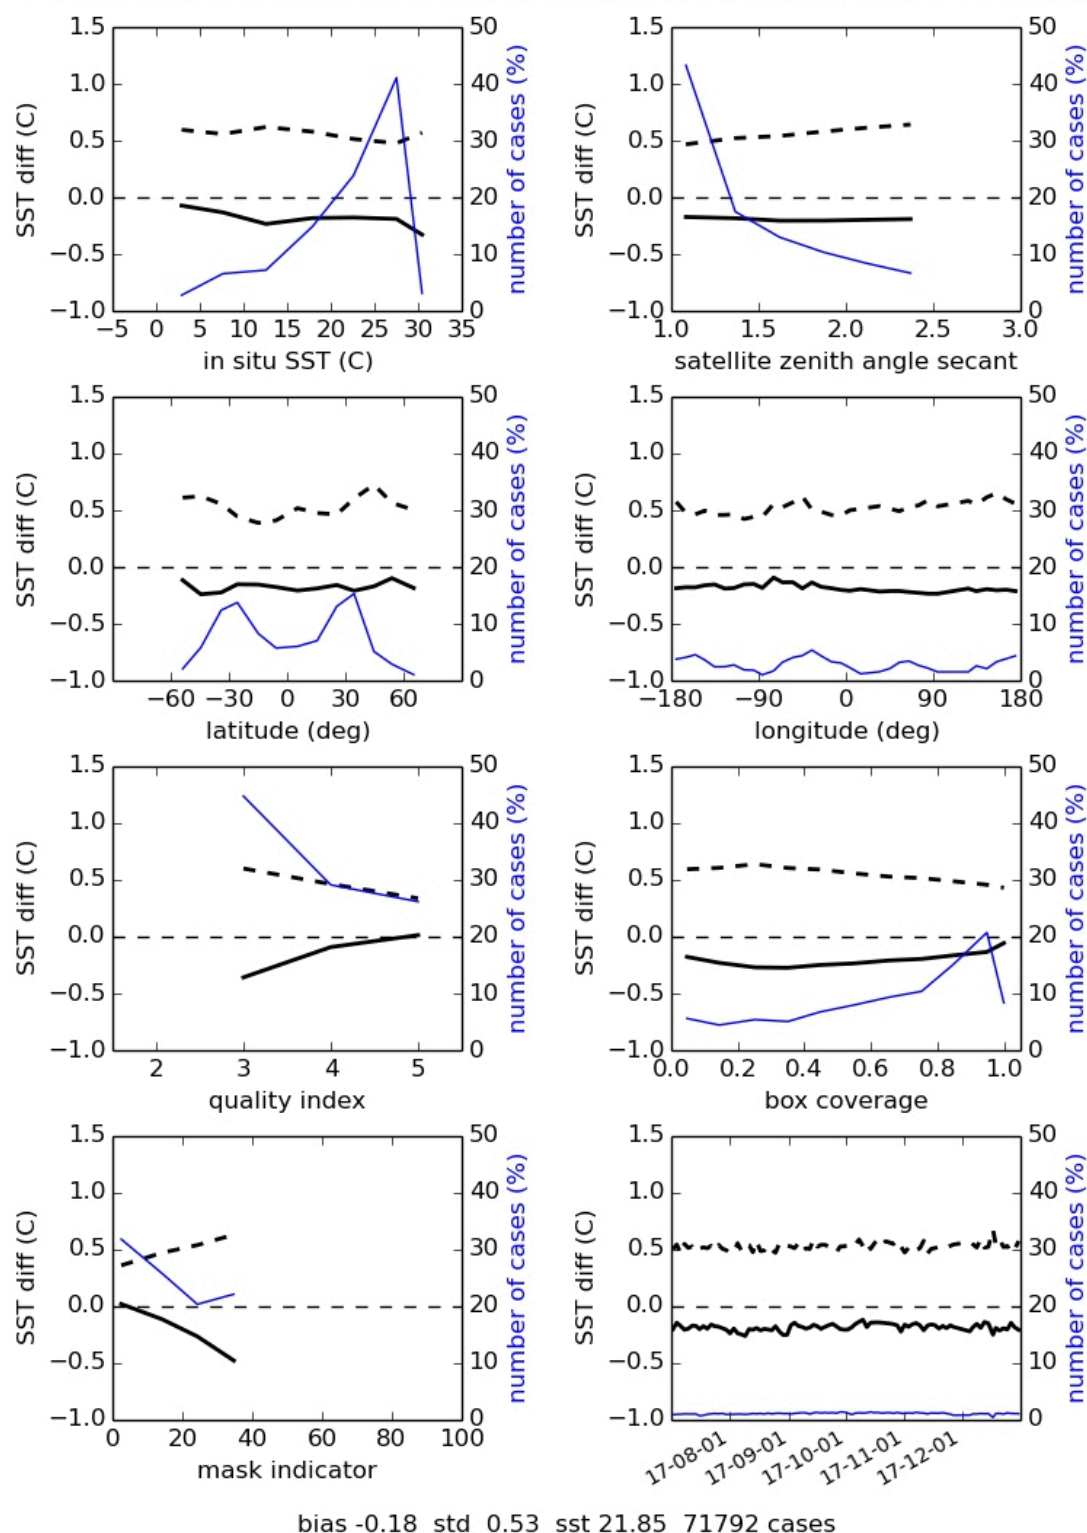 1.5 1.0 0.5 0.0 −0.5 −1.0
SST diff (C)
50 40 30 20 10 0
number of cases (%)
−5 0 5 10 15 20 25 30 35
in situ SST (C)
1.5 1.0 0.5 0.0 −0.5 −1.0
SST diff (C)
50 40 30 20 10 0
number of cases (%)
1.0 1.5 2.0 2.5 3.0
satellite zenith angle secant
1.5 1.0 0.5 0.0 −0.5 −1.0
SST diff (C)
50 40 30 20 10 0
number of cases (%)
−60 −30 0 30 60
latitude (deg)
1.5 1.0 0.5 0.0 −0.5 −1.0
SST diff (C)
50 40 30 20 10 0
number of cases (%)
−180 −90 0 90 180
longitude (deg)
1.5 1.0 0.5 0.0 −0.5 −1.0
SST diff (C)
50 40 30 20 10 0
number of cases (%)
2 3 4 5
quality index
1.5 1.0 0.5 0.0 −0.5 −1.0
SST diff (C)
50 40 30 20 10 0
number of cases (%)
0.0 0.2 0.4 0.6 0.8 1.0
box coverage
1.5 1.0 0.5 0.0 −0.5 −1.0
SST diff (C)
50 40 30 20 10 0
number of cases (%)
0 20 40 60 80 100
mask indicator
1.5 1.0 0.5 0.0 −0.5 −1.0
SST diff (C)
50 40 30 20 10 0
number of cases (%)
17-08-01 17-09-01 17-10-01 17-11-01 17-12-01
bias -0.18 std 0.53 sst 21.85 71792 cases